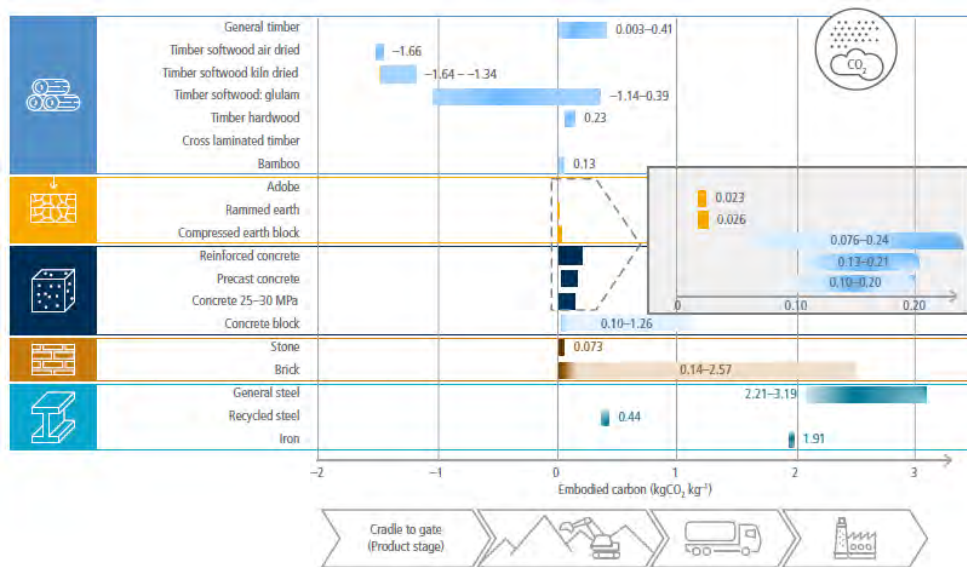 General timber
0.003–0.41
Timber softwood air dried
−1.66
Timber softwood kiln dried
−1.64 – −1.34
Timber softwood: glulam
−1.14–0.39
Timber hardwood
0.23
Cross laminated timber
Bamboo
0.13
CO2
Adobe
Rammed earth
Compressed earth block
0.023
0.026
0.076–0.24
0.13–0.21
0.10–0.20
0 0.10 0.20
Reinforced concrete
Precast concrete
Concrete 25–30 MPa
Concrete block
0.10–1.26
Stone
0.073
Brick
0.14–2.57
General steel
2.21–3.19
Recycled steel
0.44
Iron
1.91
−2 −1 0 1 2 3
Embodied carbon (kgCO2 kg−1)
Cradle to gate
(Product stage)